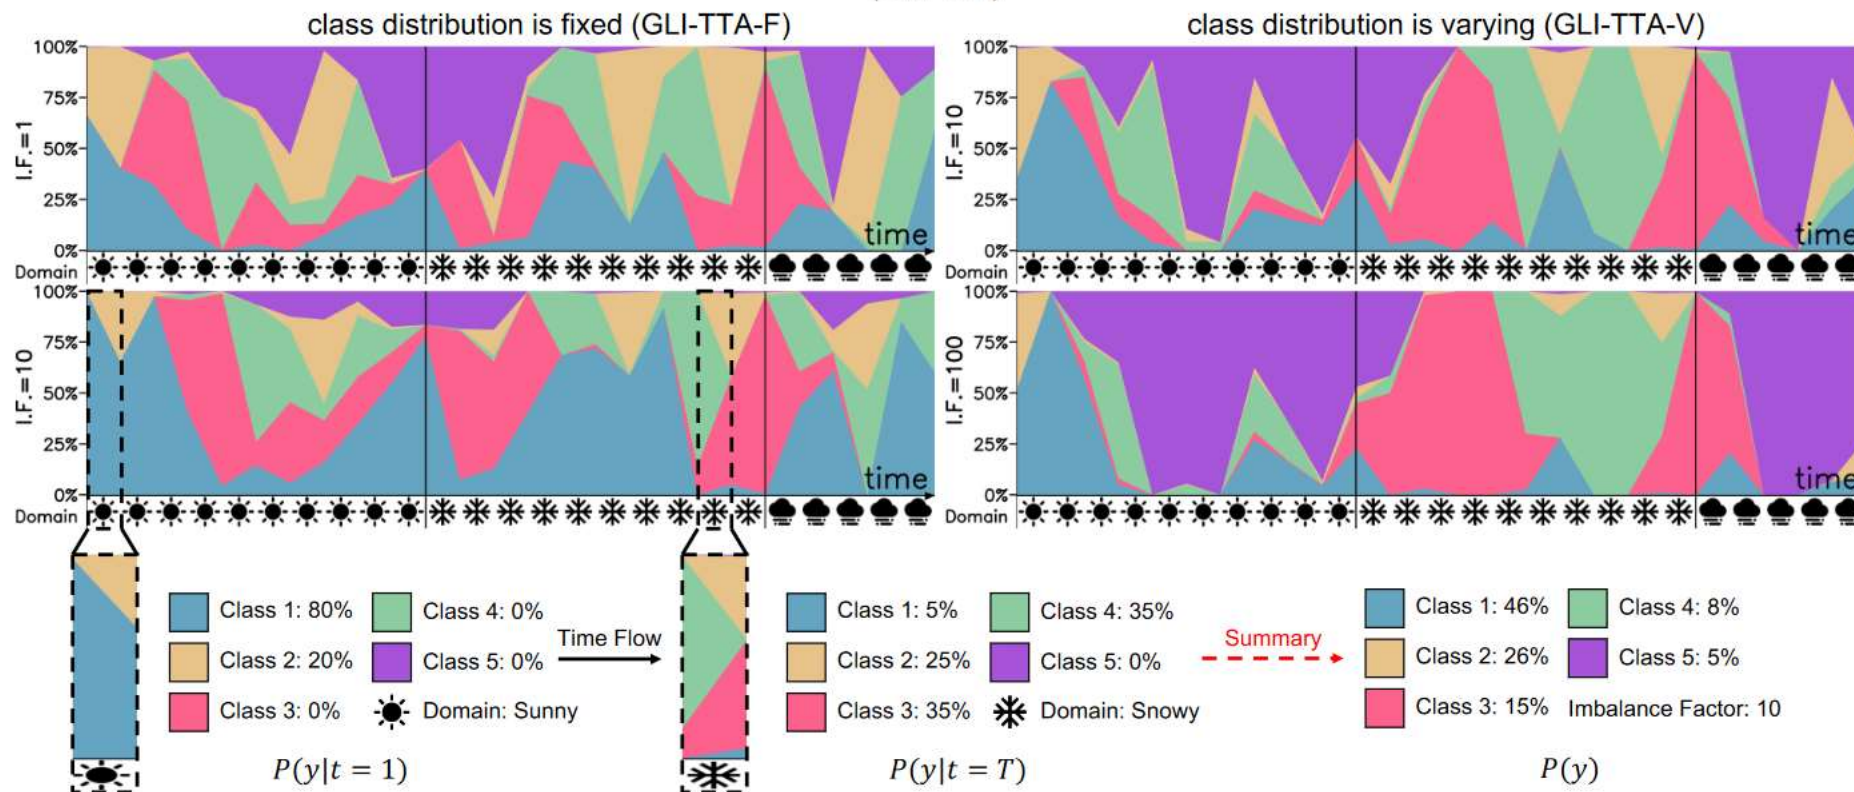 class distribution is fixed (GLI-TTA-F)
class distribution is varying (GLI-TTA-V)
I.F.=1
100%
75%
50%
25%
0%
time
Domain
I.F.=10
100%
75%
50%
25%
0%
time
Domain
I.F.=10
100%
75%
50%
25%
0%
time
Domain
I.F.=100
100%
75%
50%
25%
0%
time
Domain
Class 1: 80%
Class 4: 0%
Class 2: 20%
Class 5: 0%
Class 3: 0%
Domain: Sunny
P(y|t = 1)
Time Flow
Class 1: 5%
Class 4: 35%
Class 2: 25%
Class 5: 0%
Class 3: 35%
Domain: Snowy
P(y|t = T)
Summary
Class 1: 46%
Class 4: 8%
Class 2: 26%
Class 5: 5%
Class 3: 15%
Imbalance Factor: 10
P(y)